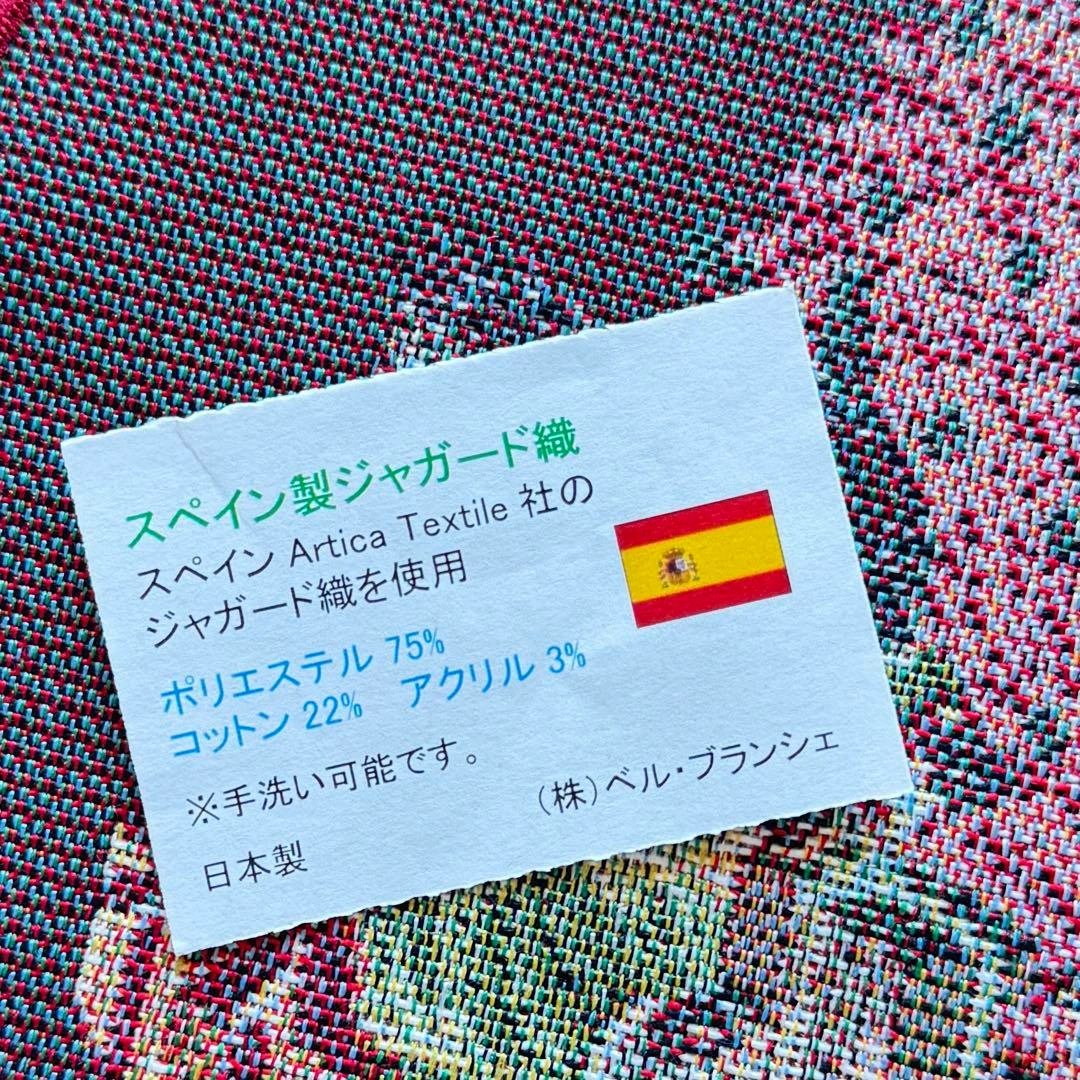 スペイン製ジャガード織
スペイン Artica Textile 社の
ジャガード織を使用
ポリエステル 75%
コットン 22%　アクリル 3%
※手洗い可能です。
（株）ベル・ブランシェ
日本製